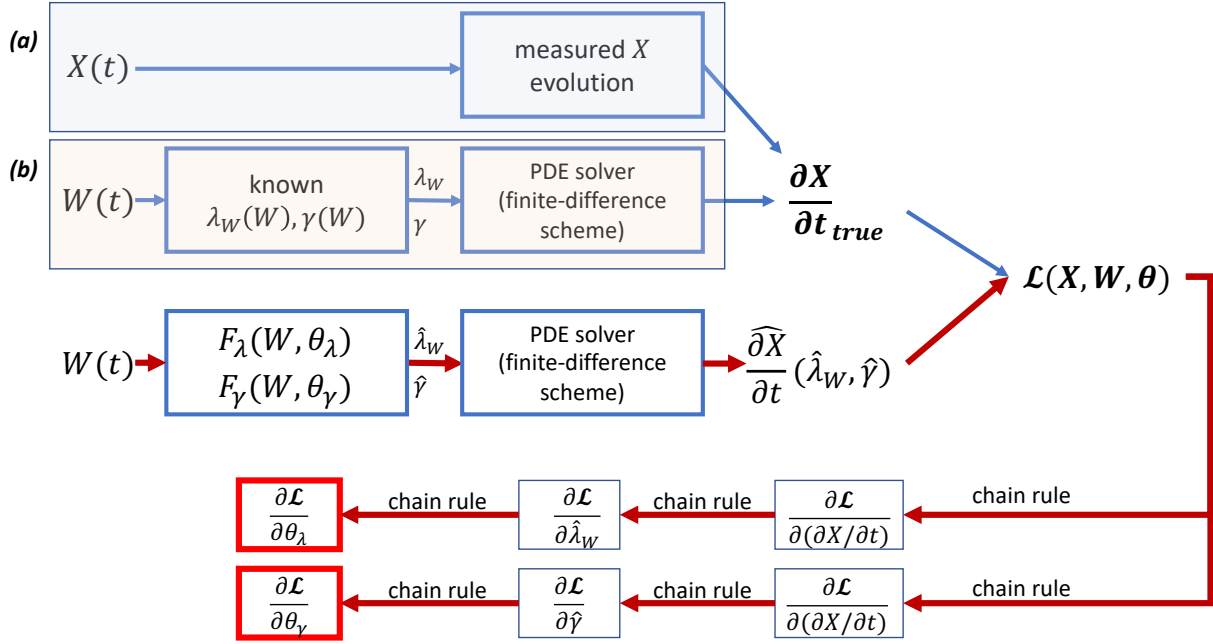 (a)
X(t)
measured X
evolution
(b)
W(t)
known
λ_W(W), γ(W)
λ_W
γ
PDE solver
(finite-difference
scheme)
∂X
∂t true
ℒ(X, W, θ)
W(t)
F_λ(W, θ_λ)
F_γ(W, θ_γ)
λ̂_W
γ̂
PDE solver
(finite-difference
scheme)
∂X̂
∂t
(λ̂_W, γ̂)
∂ℒ
∂θ_λ
chain rule
∂ℒ
∂λ̂_W
chain rule
∂ℒ
∂(∂X/∂t)
chain rule
∂ℒ
∂θ_γ
chain rule
∂ℒ
∂γ̂
chain rule
∂ℒ
∂(∂X/∂t)
chain rule